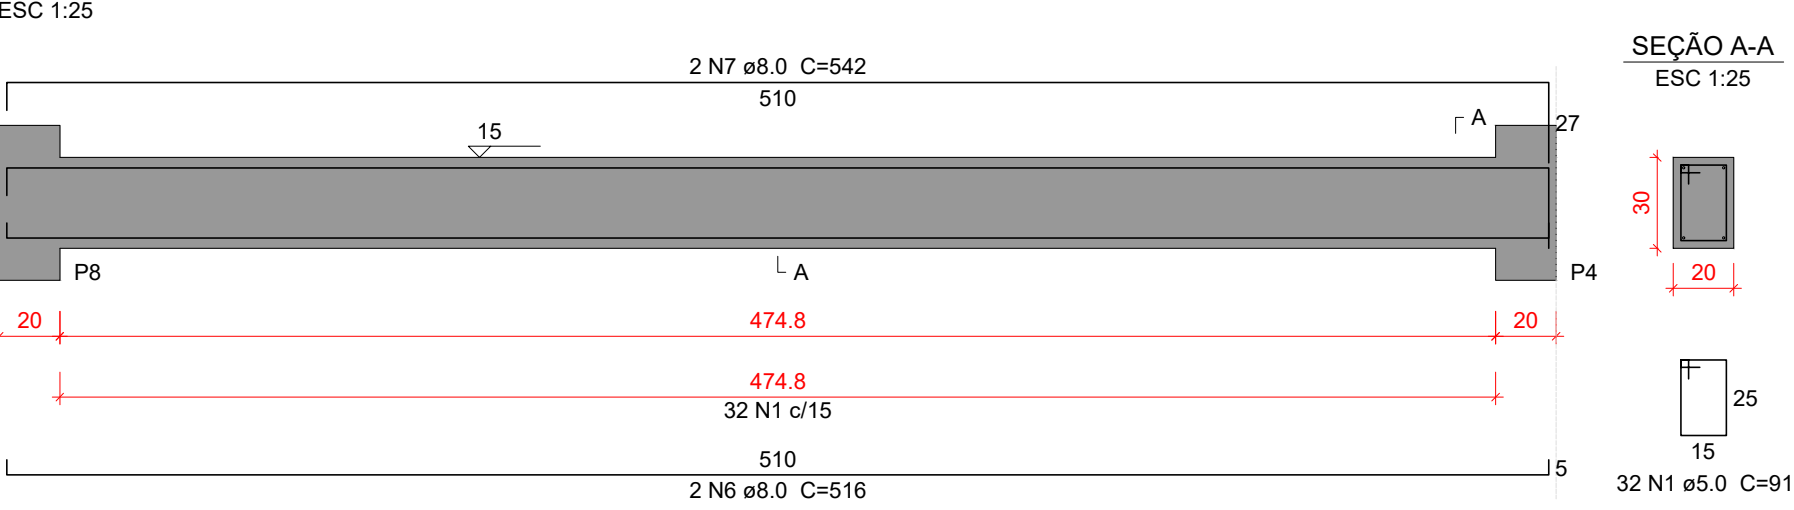 ESC 1:25
SEÇÃO A-A
ESC 1:25
2 N7 ø8.0 C=542
510
A
27
15
30
P8
A
P4
20
20
474.8
20
474.8
32 N1 c/15
25
15
510
5
2 N6 ø8.0 C=516
32 N1 ø5.0 C=91